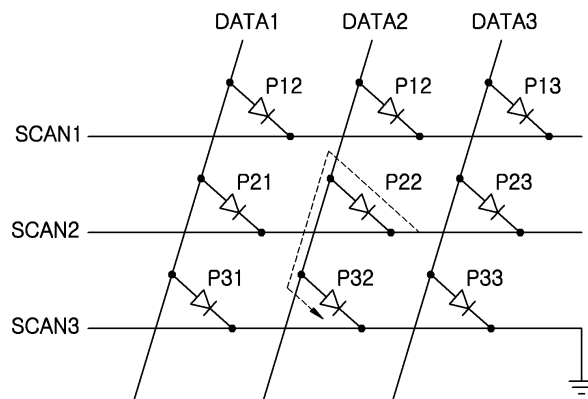 DATA1 DATA2 DATA3
P12 P12 P13
SCAN1
P21 P22 P23
SCAN2
P31 P32 P33
SCAN3